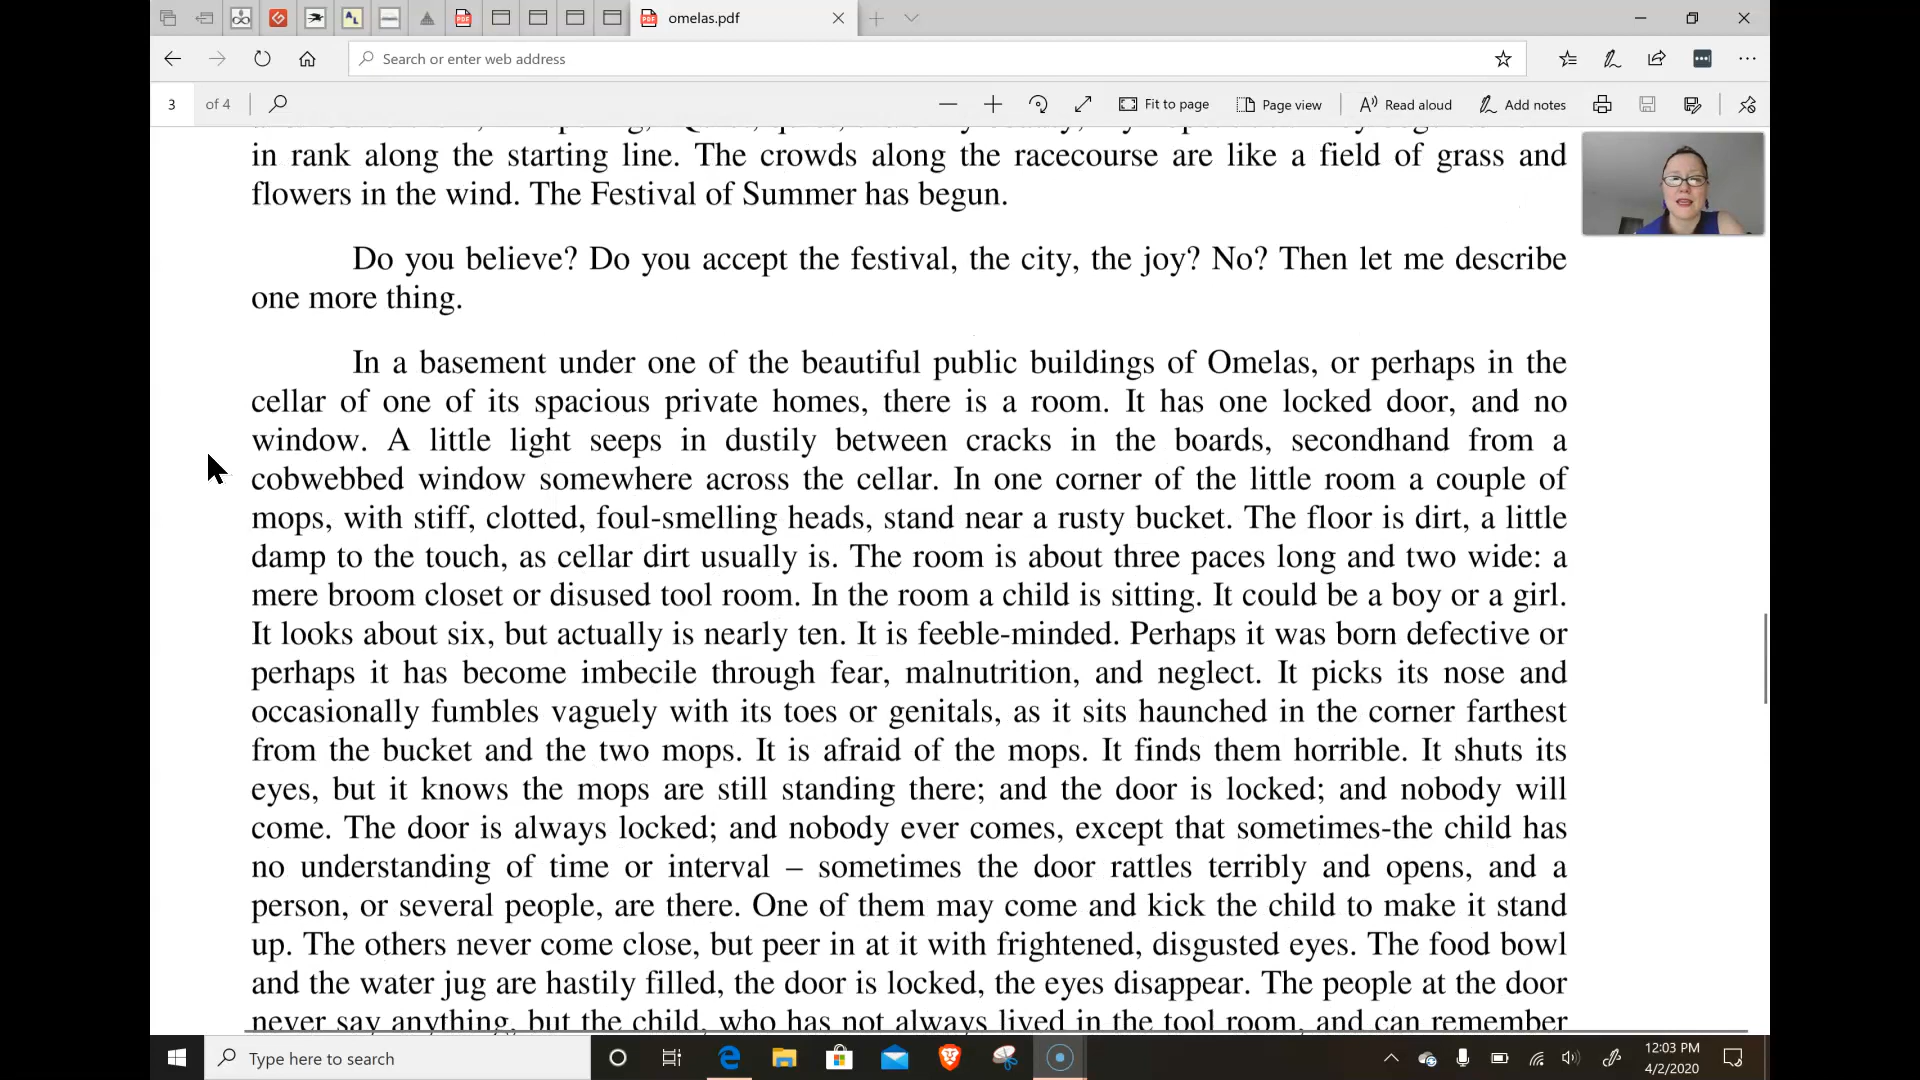 omelas.pdf
Search or enter web address
3 of 4
Fit to page
Page view
Read aloud
Add notes
in rank along the starting line. The crowds along the racecourse are like a field of grass and
flowers in the wind. The Festival of Summer has begun.
Do you believe? Do you accept the festival, the city, the joy? No? Then let me describe
one more thing.
In a basement under one of the beautiful public buildings of Omelas, or perhaps in the
cellar of one of its spacious private homes, there is a room. It has one locked door, and no
window. A little light seeps in dustily between cracks in the boards, secondhand from a
cobwebbed window somewhere across the cellar. In one corner of the little room a couple of
mops, with stiff, clotted, foul-smelling heads, stand near a rusty bucket. The floor is dirt, a little
damp to the touch, as cellar dirt usually is. The room is about three paces long and two wide: a
mere broom closet or disused tool room. In the room a child is sitting. It could be a boy or a girl.
It looks about six, but actually is nearly ten. It is feeble-minded. Perhaps it was born defective or
perhaps it has become imbecile through fear, malnutrition, and neglect. It picks its nose and
occasionally fumbles vaguely with its toes or genitals, as it sits haunched in the corner farthest
from the bucket and the two mops. It is afraid of the mops. It finds them horrible. It shuts its
eyes, but it knows the mops are still standing there; and the door is locked; and nobody will
come. The door is always locked; and nobody ever comes, except that sometimes-the child has
no understanding of time or interval – sometimes the door rattles terribly and opens, and a
person, or several people, are there. One of them may come and kick the child to make it stand
up. The others never come close, but peer in at it with frightened, disgusted eyes. The food bowl
and the water jug are hastily filled, the door is locked, the eyes disappear. The people at the door
never say anything, but the child, who has not always lived in the tool room, and can remember
Type here to search
12:03 PM
4/2/2020